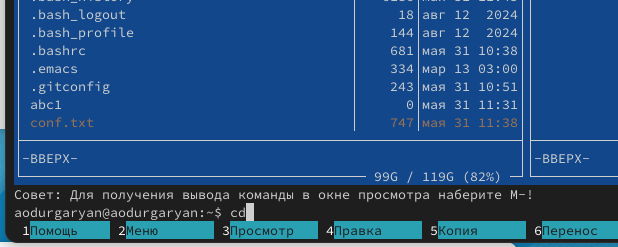 .bash_logout 18 авг 12 2024
.bash_profile 144 авг 12 2024
.bashrc 681 мая 31 10:38
.emacs 334 мар 13 03:00
.gitconfig 243 мая 31 10:51
abc1 0 мая 31 11:31
conf.txt 747 мая 31 11:38
-ВВЕРХ- -ВВЕРХ-
99G / 119G (82%)
Совет: Для получения вывода команды в окне просмотра наберите M-!
aodurgaryan@aodurgaryan:~$ cd
1Помощь 2Меню 3Просмотр 4Правка 5Копия 6Перенос